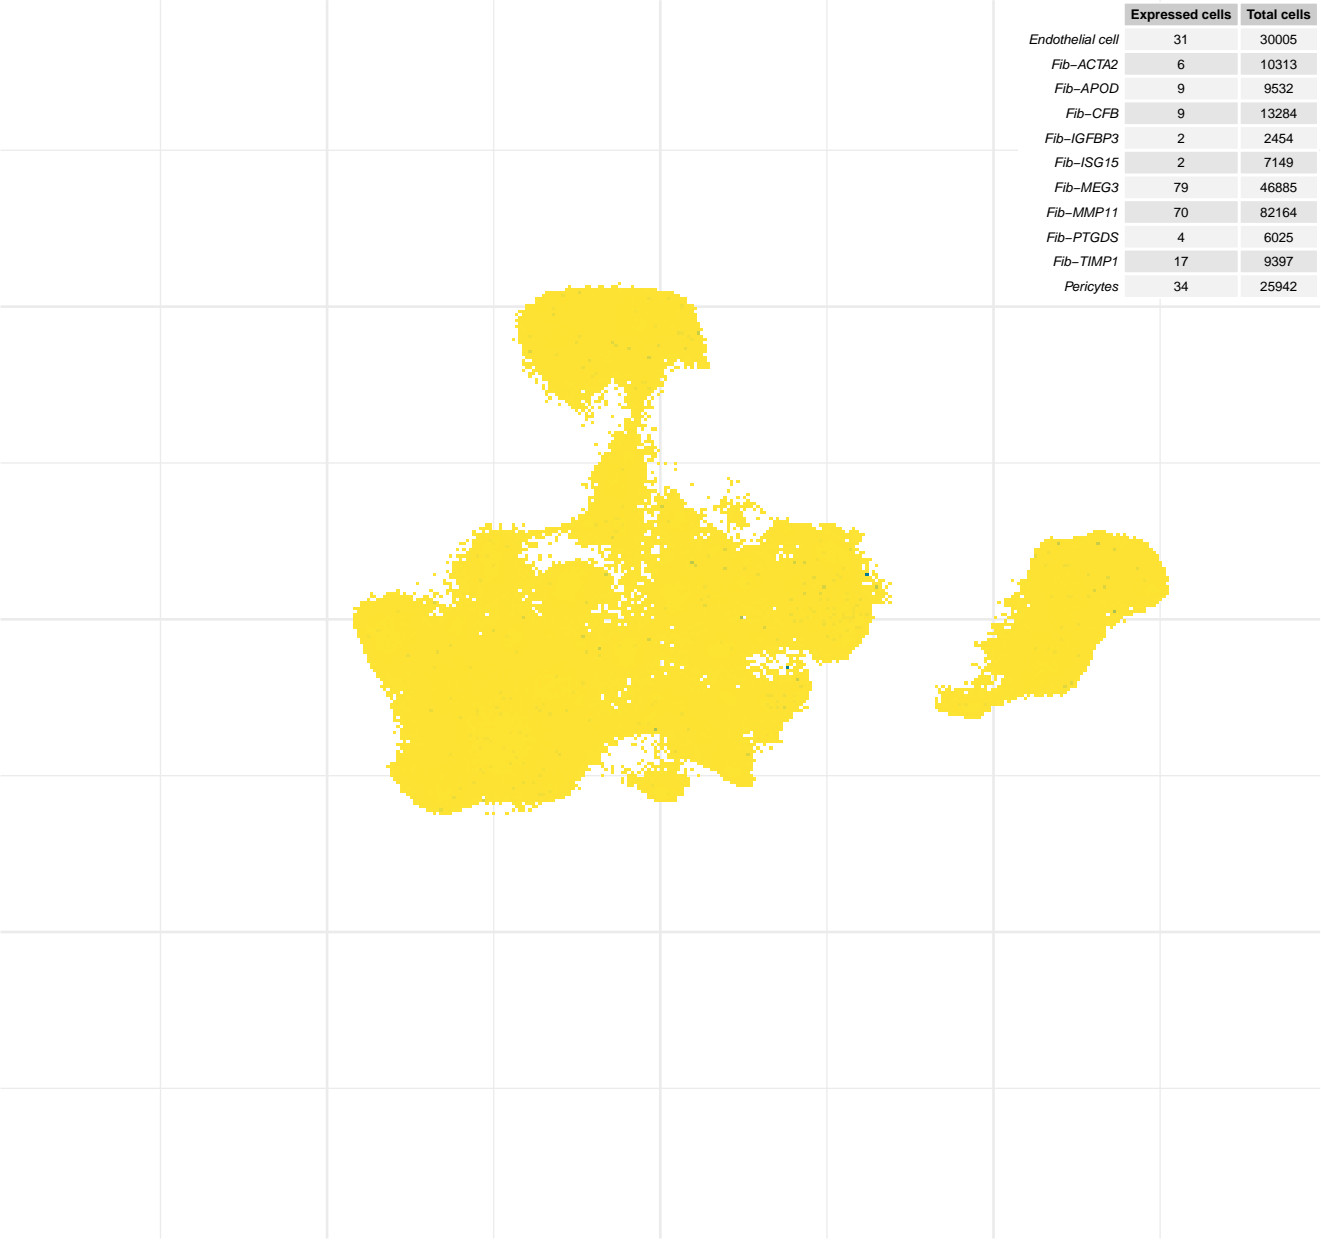 Expressed cells Total cells
Endothelial cell 31 30005
Fib−ACTA2 6 10313
Fib−APOD 9 9532
Fib−CFB 9 13284
Fib−IGFBP3 2 2454
Fib−ISG15 2 7149
Fib−MEG3 79 46885
Fib−MMP11 70 82164
Fib−PTGDS 4 6025
Fib−TIMP1 17 9397
Pericytes 34 25942